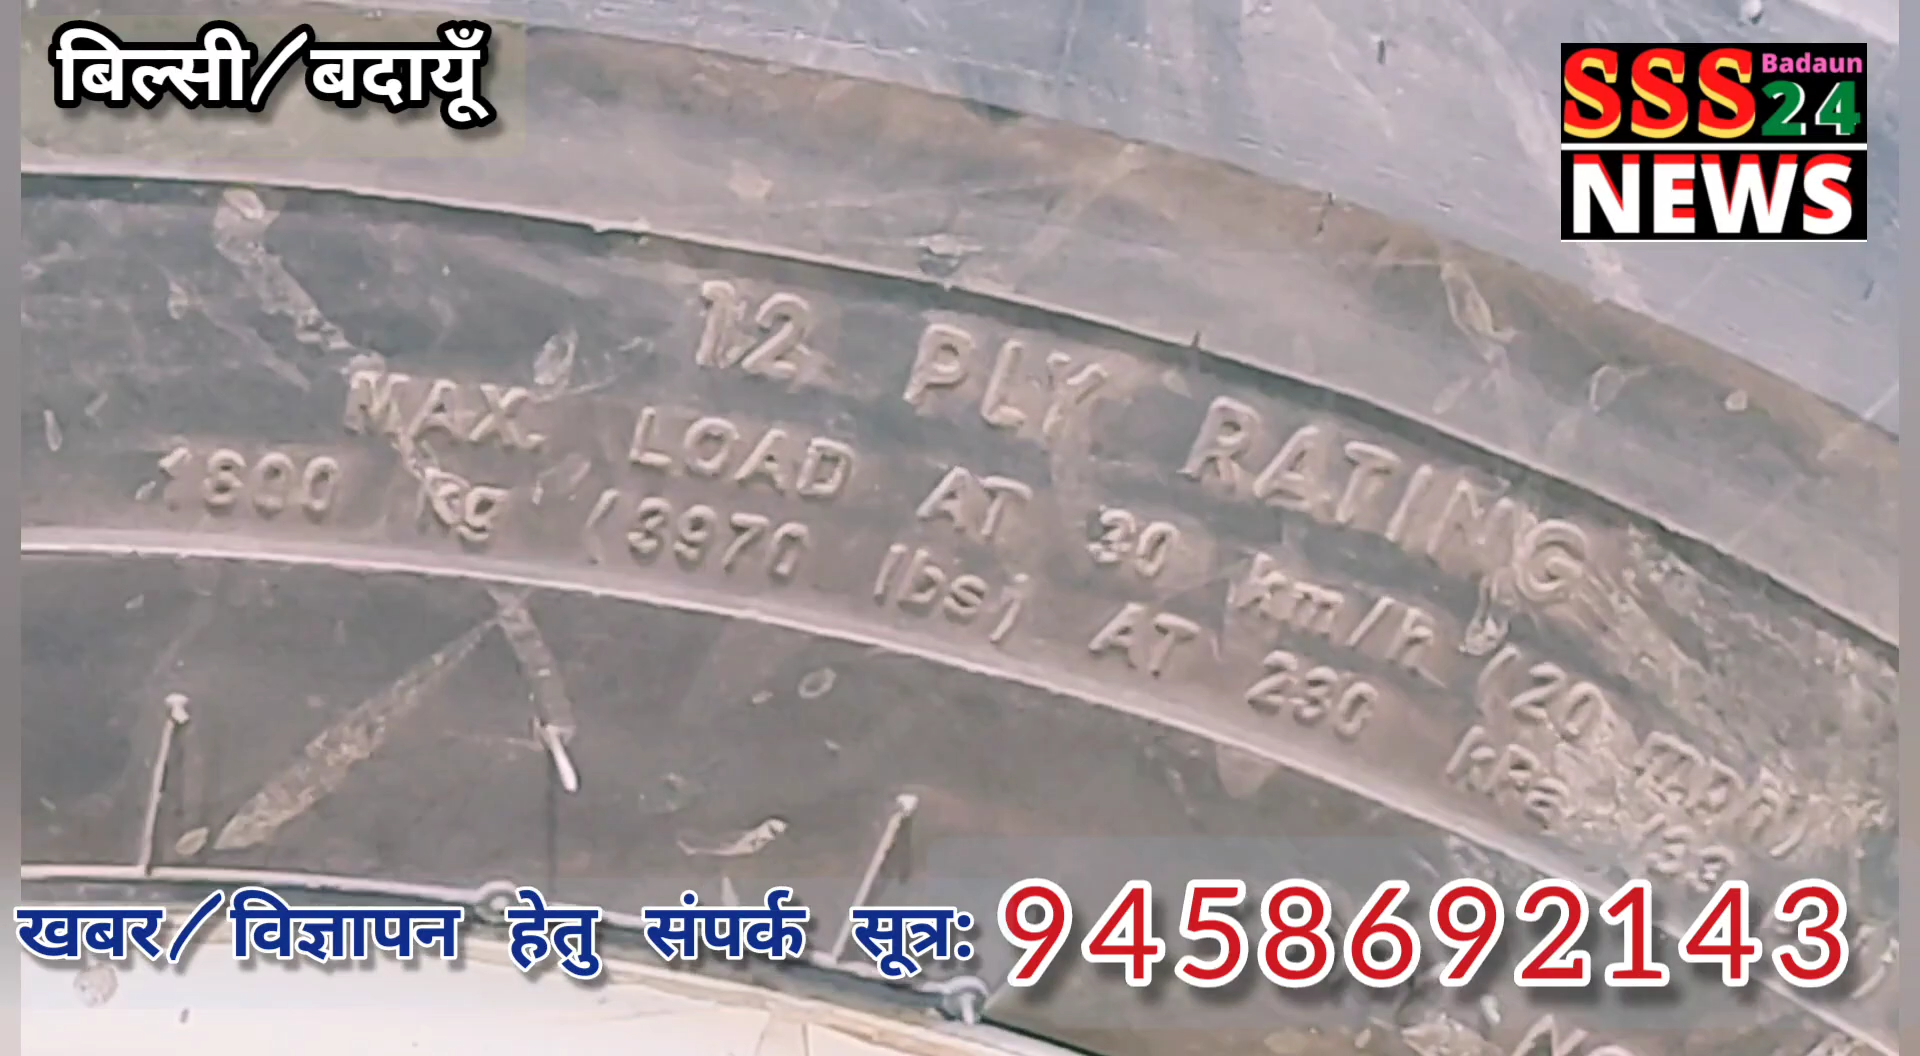 बिल्सी/बदायूँ
SSS Badaun 24
NEWS
12 PLY RATING
MAX. LOAD AT 30 km/h (20 mph)
1800 kg (3970 lbs) AT 230 kPa (33
खबर/विज्ञापन हेतु संपर्क सूत्र: 9458692143